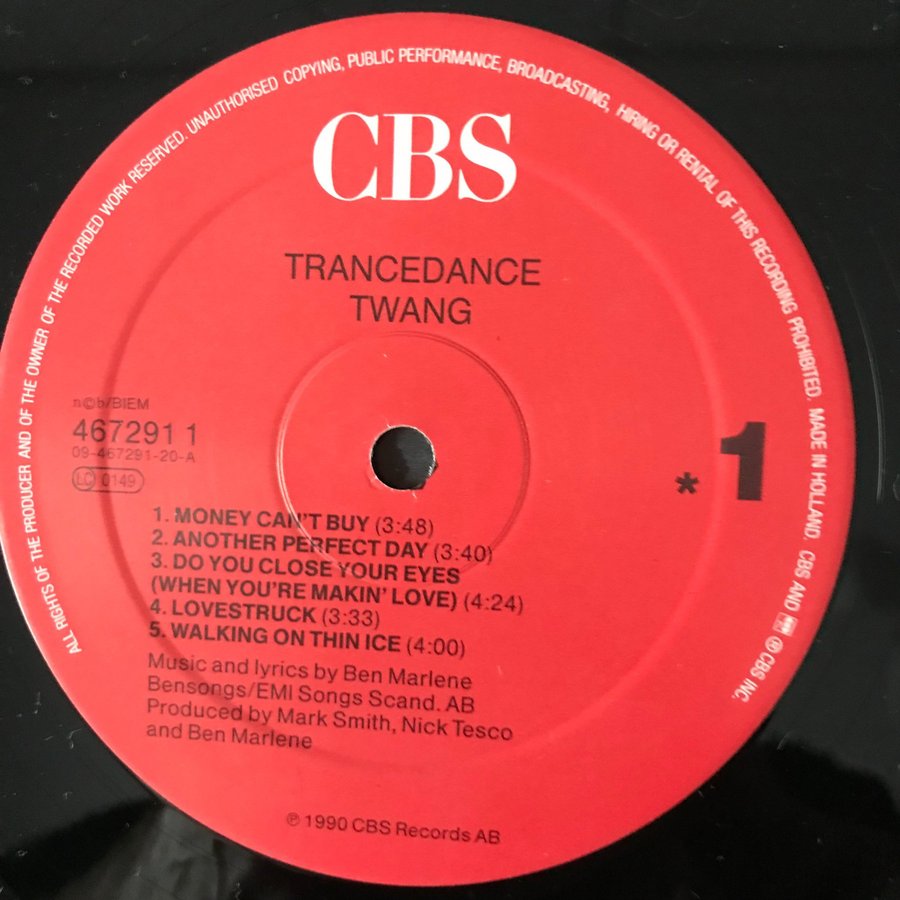 ALL RIGHTS OF THE PRODUCER AND OF THE OWNER OF THE RECORDED WORK RESERVED. UNAUTHORISED COPYING, PUBLIC PERFORMANCE, BROADCASTING, HIRING OR RENTAL OF THIS RECORDING PROHIBITED. MADE IN HOLLAND. CBS AND ℗ CBS INC.
CBS
TRANCEDANCE
TWANG
n©b/BIEM
467291 1
09-467291-20-A
LC 0149
* 1
1. MONEY CAN'T BUY (3:48)
2. ANOTHER PERFECT DAY (3:40)
3. DO YOU CLOSE YOUR EYES
(WHEN YOU'RE MAKIN' LOVE) (4:24)
4. LOVESTRUCK (3:33)
5. WALKING ON THIN ICE (4:00)
Music and lyrics by Ben Marlene
Bensongs/EMI Songs Scand. AB
Produced by Mark Smith, Nick Tesco
and Ben Marlene
℗ 1990 CBS Records AB